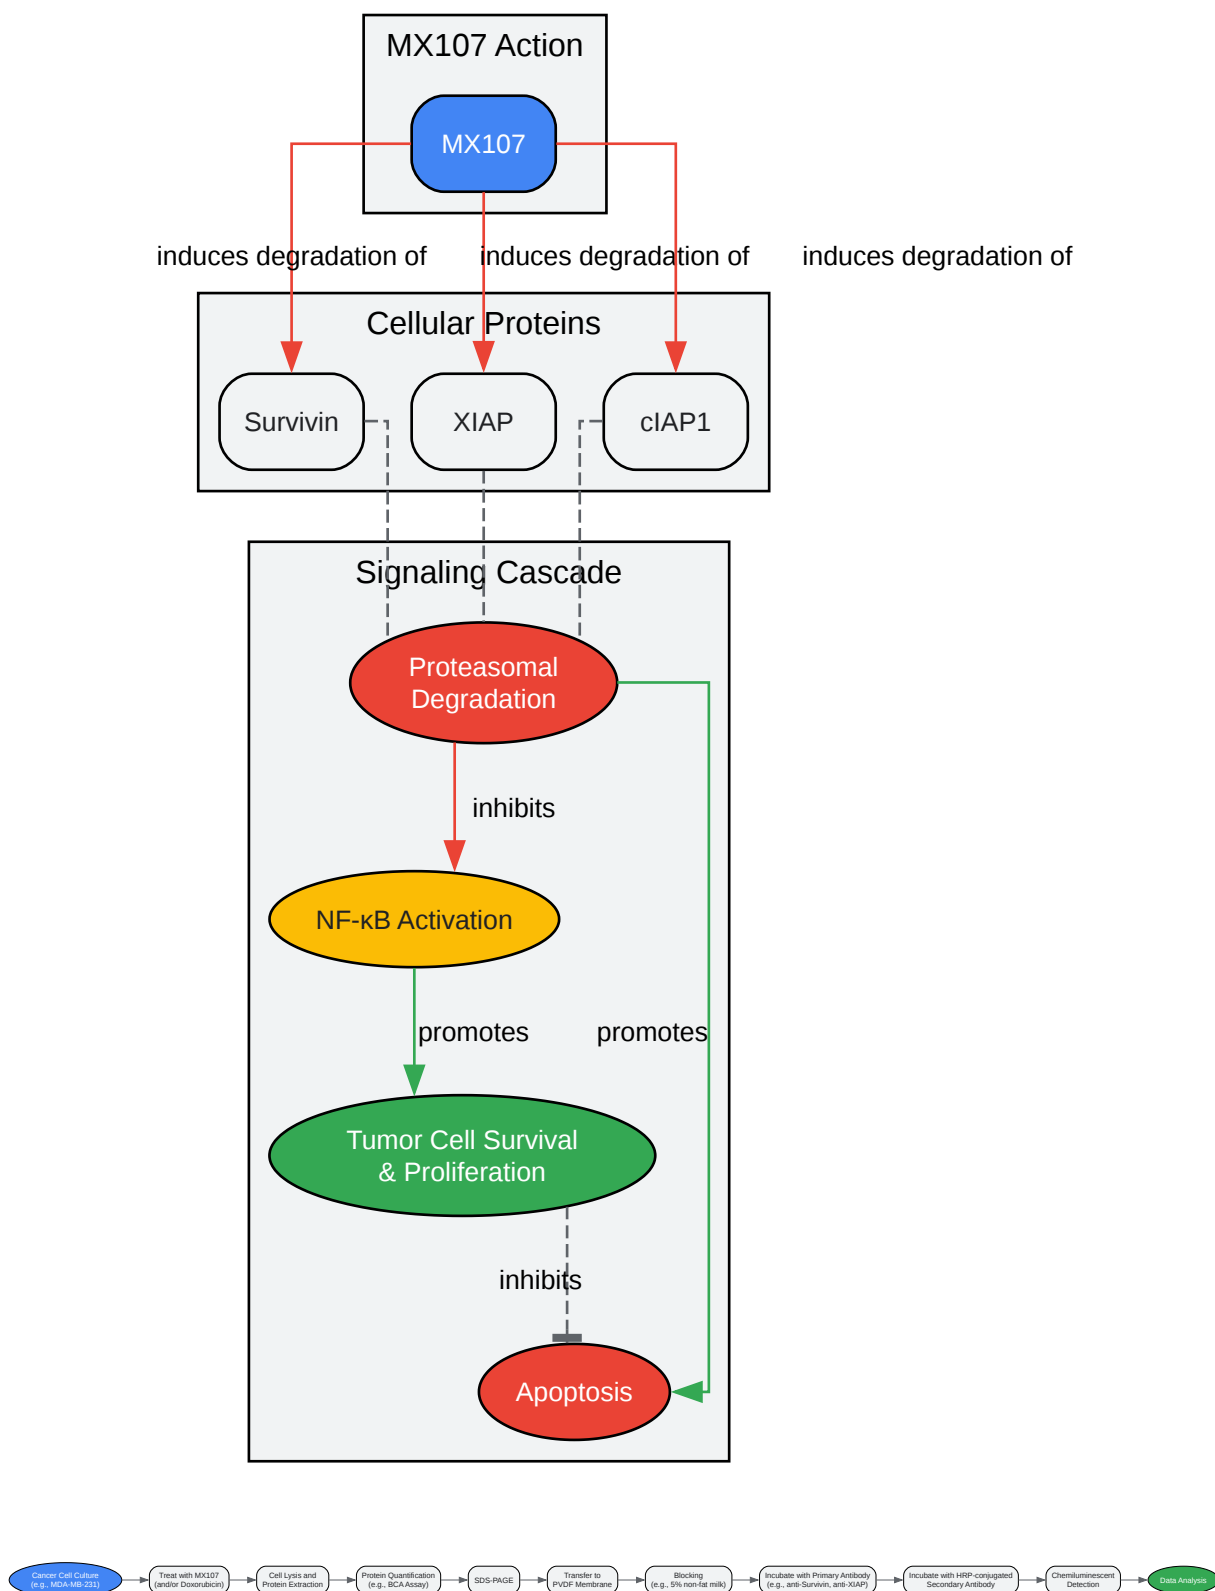 MX107 Action
MX107
induces degradation of
induces degradation of
induces degradation of
Cellular Proteins
Survivin
XIAP
cIAP1
Signaling Cascade
Proteasomal
Degradation
inhibits
NF-κB Activation
promotes
promotes
Tumor Cell Survival
& Proliferation
inhibits
Apoptosis
Cancer Cell Culture
(e.g., MDA-MB-231)
Treat with MX107
(and/or Doxorubicin)
Cell Lysis and
Protein Extraction
Protein Quantification
(e.g., BCA Assay)
SDS-PAGE
Transfer to
PVDF Membrane
Blocking
(e.g., 5% non-fat milk)
Incubate with Primary Antibody
(e.g., anti-Survivin, anti-XIAP)
Incubate with HRP-conjugated
Secondary Antibody
Chemiluminescent
Detection
Data Analysis